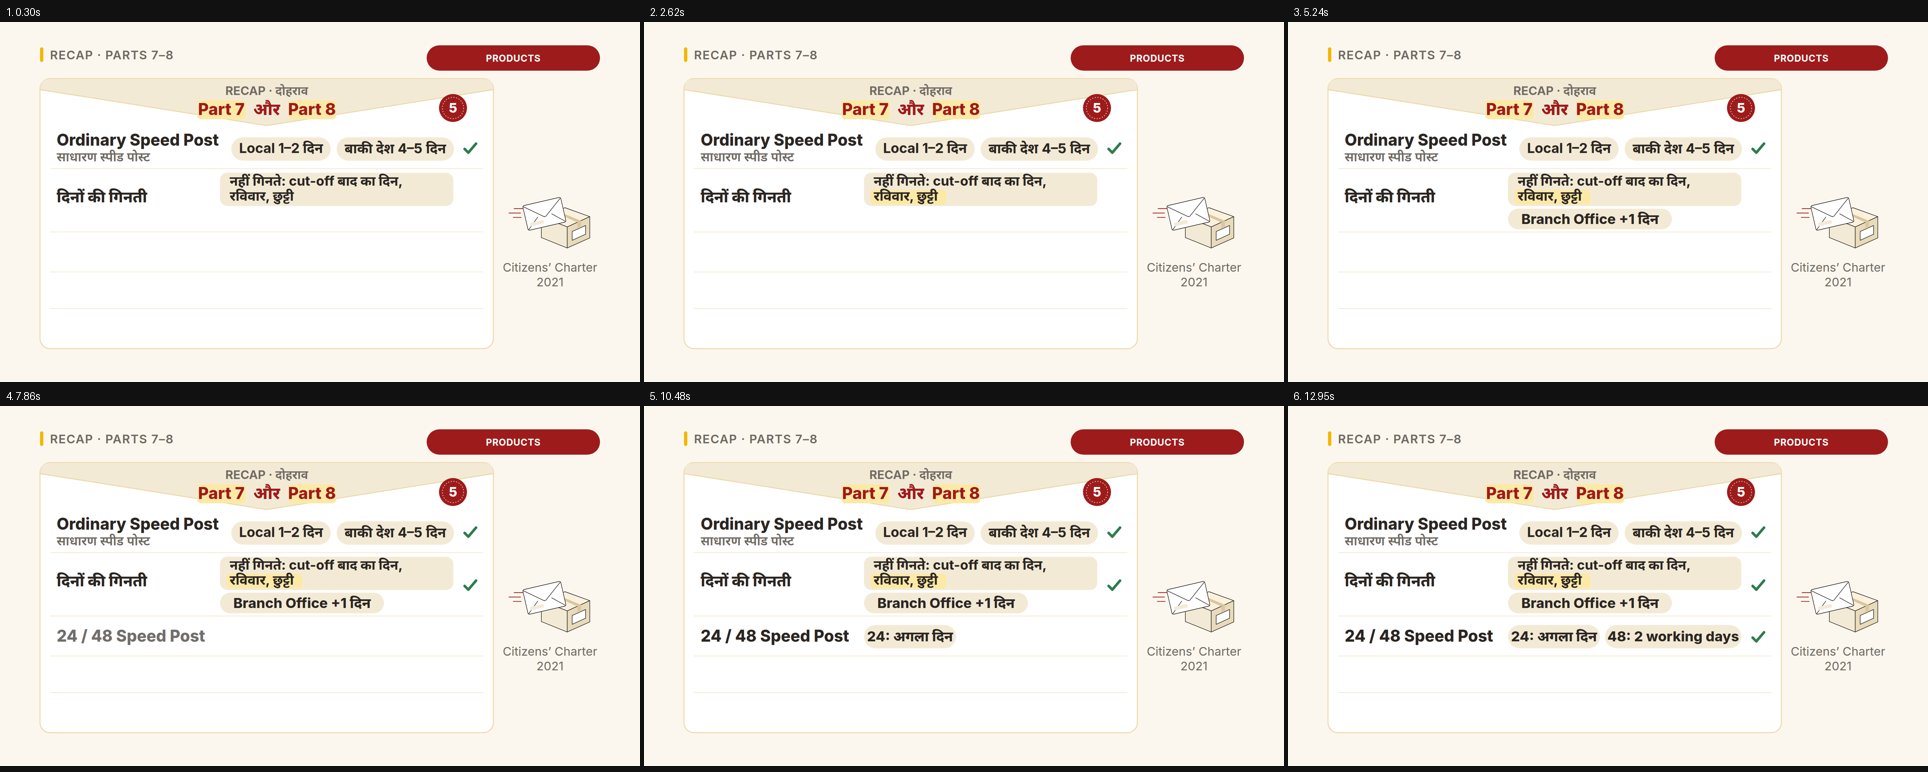 1. 0.30s
RECAP · PARTS 7–8
PRODUCTS
RECAP · दोहराव
Part 7 और Part 8
5
Ordinary Speed Post
साधारण स्पीड पोस्ट
Local 1–2 दिन
बाकी देश 4–5 दिन
दिनों की गिनती
नहीं गिनते: cut-off बाद का दिन,
रविवार, छुट्टी
Citizens’ Charter
2021
2. 2.62s
RECAP · PARTS 7–8
PRODUCTS
RECAP · दोहराव
Part 7 और Part 8
5
Ordinary Speed Post
साधारण स्पीड पोस्ट
Local 1–2 दिन
बाकी देश 4–5 दिन
दिनों की गिनती
नहीं गिनते: cut-off बाद का दिन,
रविवार, छुट्टी
Citizens’ Charter
2021
3. 5.24s
RECAP · PARTS 7–8
PRODUCTS
RECAP · दोहराव
Part 7 और Part 8
5
Ordinary Speed Post
साधारण स्पीड पोस्ट
Local 1–2 दिन
बाकी देश 4–5 दिन
दिनों की गिनती
नहीं गिनते: cut-off बाद का दिन,
रविवार, छुट्टी
Branch Office +1 दिन
Citizens’ Charter
2021
4. 7.86s
RECAP · PARTS 7–8
PRODUCTS
RECAP · दोहराव
Part 7 और Part 8
5
Ordinary Speed Post
साधारण स्पीड पोस्ट
Local 1–2 दिन
बाकी देश 4–5 दिन
दिनों की गिनती
नहीं गिनते: cut-off बाद का दिन,
रविवार, छुट्टी
Branch Office +1 दिन
24 / 48 Speed Post
Citizens’ Charter
2021
5. 10.48s
RECAP · PARTS 7–8
PRODUCTS
RECAP · दोहराव
Part 7 और Part 8
5
Ordinary Speed Post
साधारण स्पीड पोस्ट
Local 1–2 दिन
बाकी देश 4–5 दिन
दिनों की गिनती
नहीं गिनते: cut-off बाद का दिन,
रविवार, छुट्टी
Branch Office +1 दिन
24 / 48 Speed Post
24: अगला दिन
Citizens’ Charter
2021
6. 12.95s
RECAP · PARTS 7–8
PRODUCTS
RECAP · दोहराव
Part 7 और Part 8
5
Ordinary Speed Post
साधारण स्पीड पोस्ट
Local 1–2 दिन
बाकी देश 4–5 दिन
दिनों की गिनती
नहीं गिनते: cut-off बाद का दिन,
रविवार, छुट्टी
Branch Office +1 दिन
24 / 48 Speed Post
24: अगला दिन
48: 2 working days
Citizens’ Charter
2021